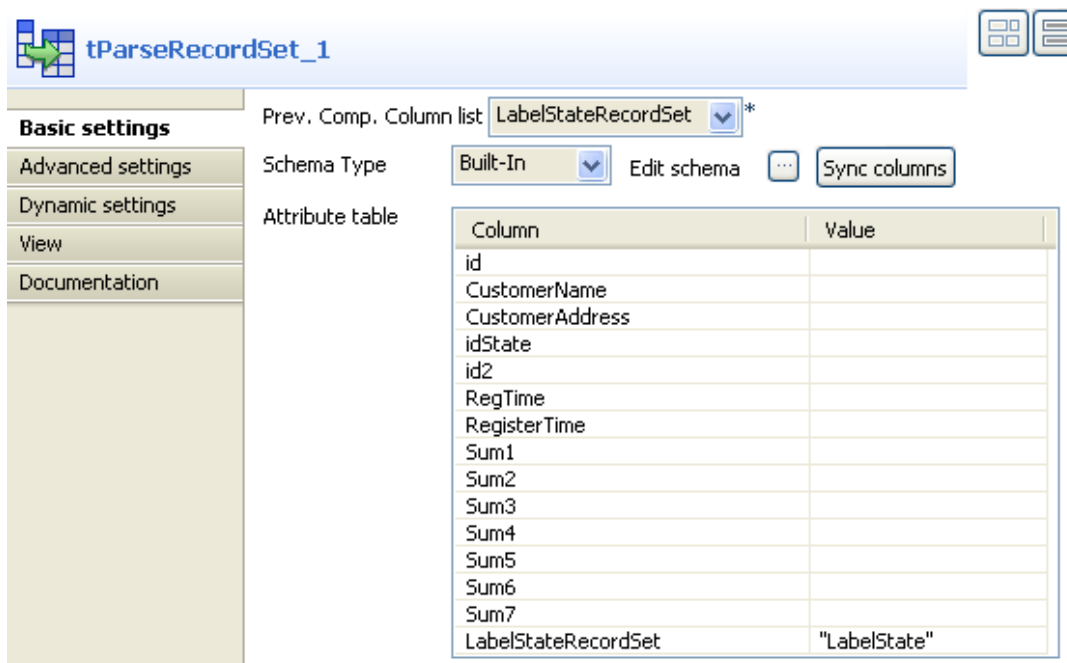 tParseRecordSet_1
Basic settings
Advanced settings
Dynamic settings
View
Documentation
Prev. Comp. Column list LabelStateRecordSet *
Schema Type Built-In Edit schema ... Sync columns
Attribute table
Column Value
id
CustomerName
CustomerAddress
idState
id2
RegTime
RegisterTime
Sum1
Sum2
Sum3
Sum4
Sum5
Sum6
Sum7
LabelStateRecordSet "LabelState"